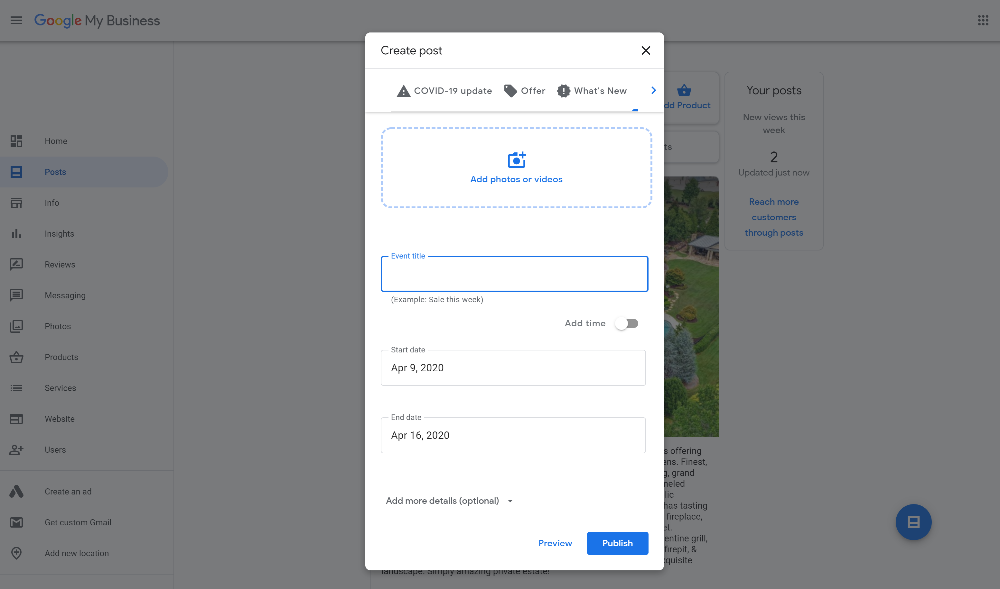 Google My Business
Create post
COVID-19 update
Offer
What's New
dd Product
ts
Your posts
New views this
week
2
Updated just now
Reach more
customers
through posts
Home
Posts
Info
Insights
Reviews
Messaging
Photos
Products
Services
Website
Users
Create an ad
Get custom Gmail
Add new location
Add photos or videos
Event title
(Example: Sale this week)
Add time
Start date
Apr 9, 2020
End date
Apr 16, 2020
Add more details (optional)
Preview
Publish
s offering
ens. Finest,
g, grand
neled
lic
has tasting
fireplace,
et.
entine grill,
firepit, &
xquisite
landscape. Simply amazing private estate!